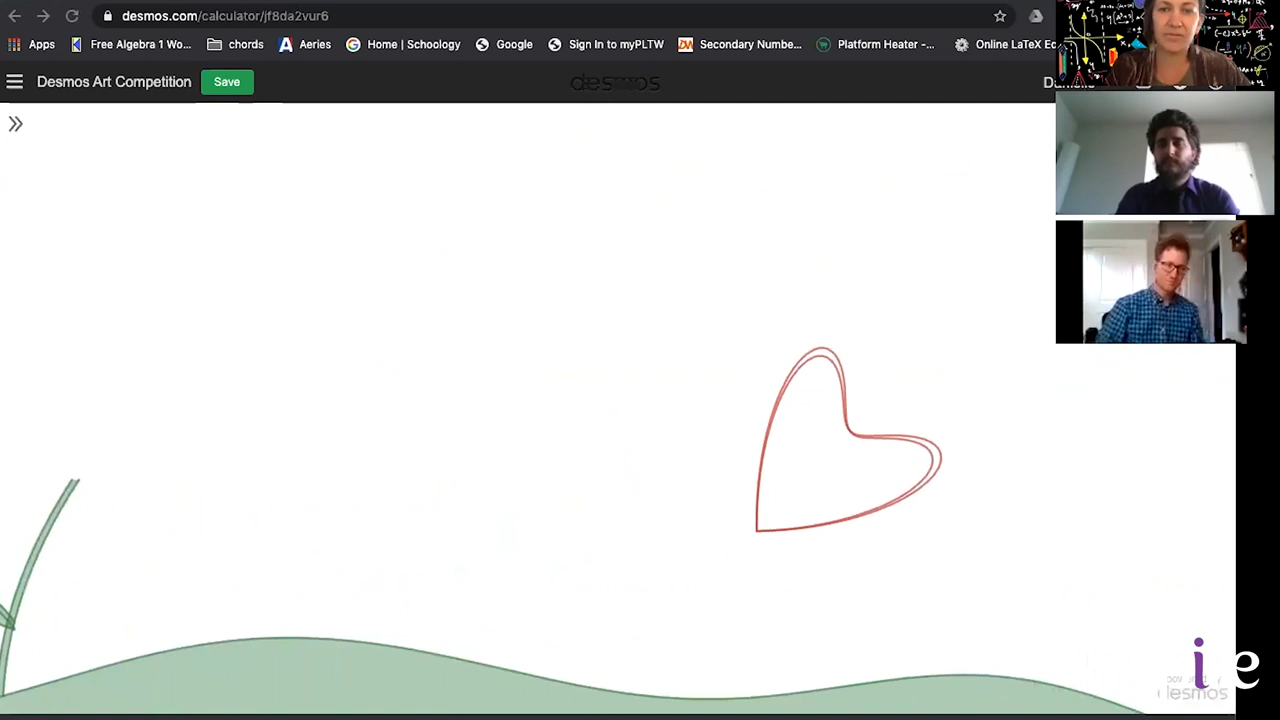 desmos.com/calculator/jf8da2vur6
Apps Free Algebra 1 Wo... chords Aeries Home | Schoology Google Sign In to myPLTW Secondary Numbe... Platform Heater -... Online LaTeX Ec
Desmos Art Competition Save desmos
desmos